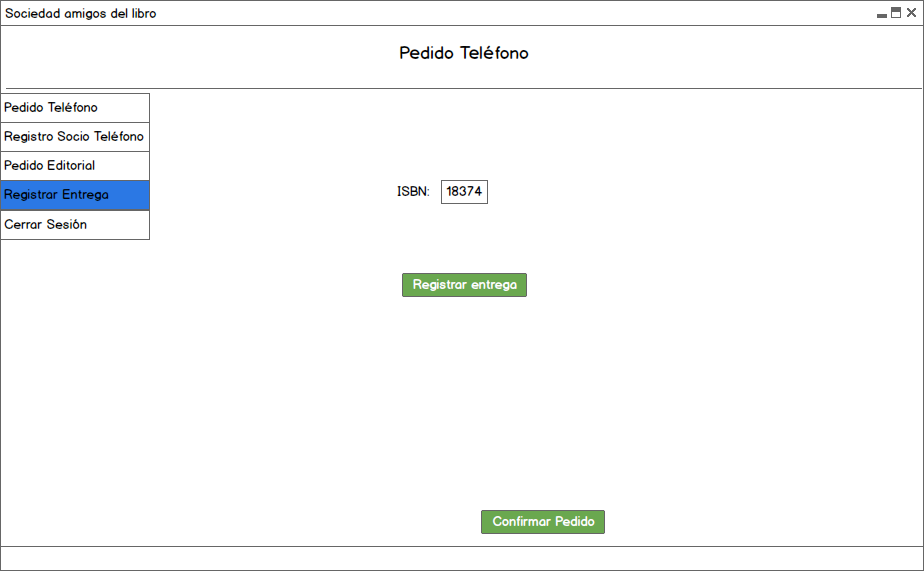 Sociedad amigos del libro
Pedido Teléfono
Pedido Teléfono
Registro Socio Teléfono
Pedido Editorial
Registrar Entrega
Cerrar Sesión
ISBN: 18374
Registrar entrega
Confirmar Pedido